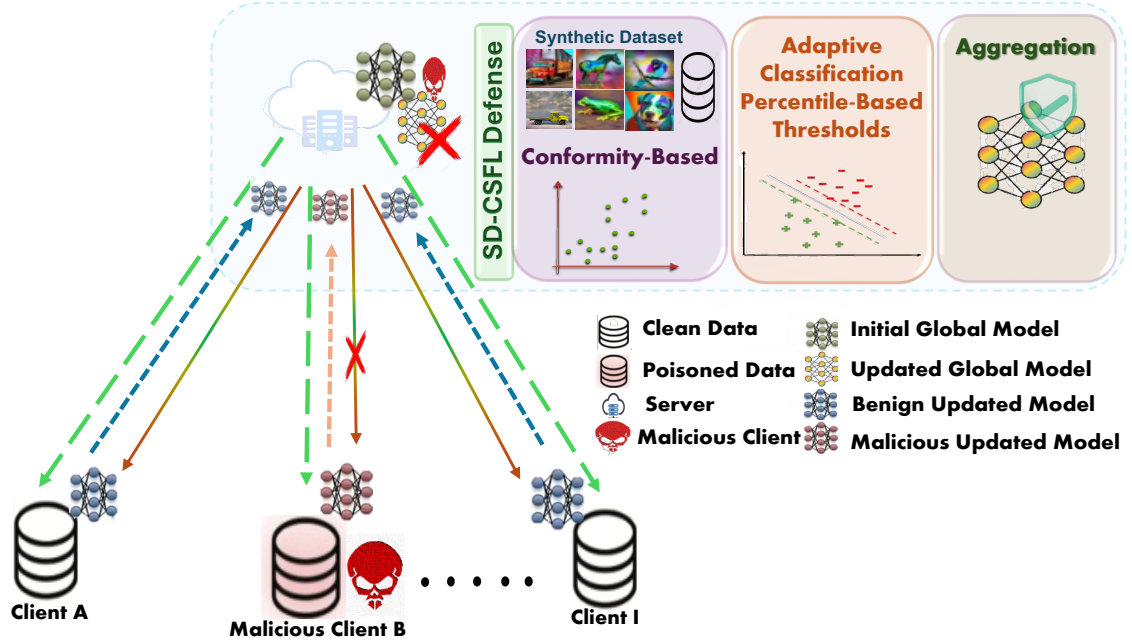 SD-CSFL Defense
Synthetic Dataset
Conformity-Based
Adaptive
Classification
Percentile-Based
Thresholds
Aggregation
Clean Data
Poisoned Data
Server
Malicious Client
Initial Global Model
Updated Global Model
Benign Updated Model
Malicious Updated Model
Client A
Malicious Client B
Client I